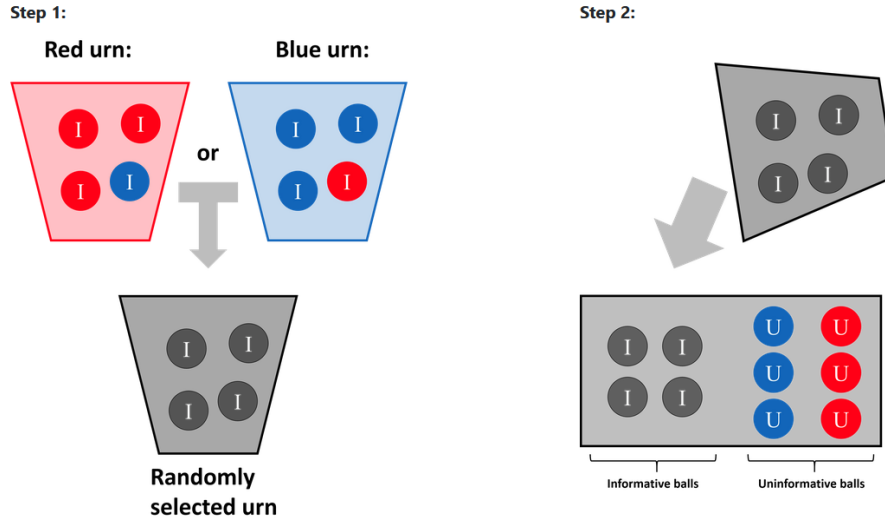 Step 1:
Red urn:
Blue urn:
I I
I I
or
I I
I I
I I
I I
Randomly
selected urn
Step 2:
I I
I I
I I
I I
U U
U U
U U
Informative balls
Uninformative balls